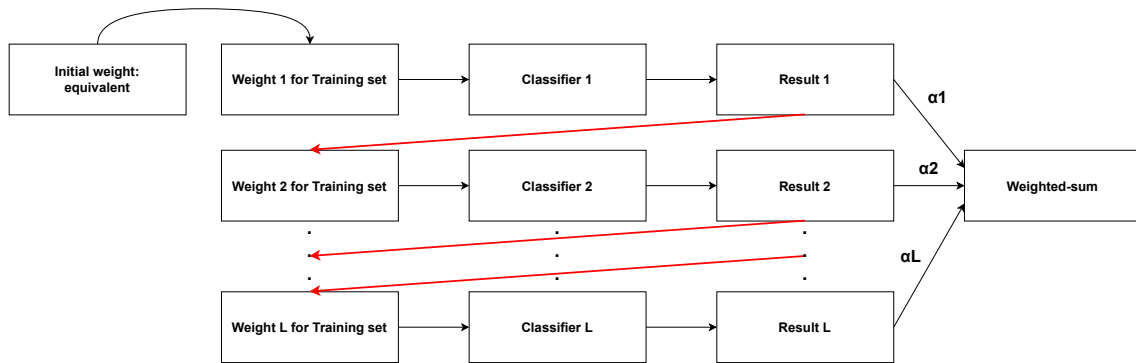 Initial weight:
equivalent
Weight 1 for Training set
Classifier 1
Result 1
α1
Weight 2 for Training set
Classifier 2
Result 2
α2
Weighted-sum
. . .
. . .
. . .
αL
Weight L for Training set
Classifier L
Result L